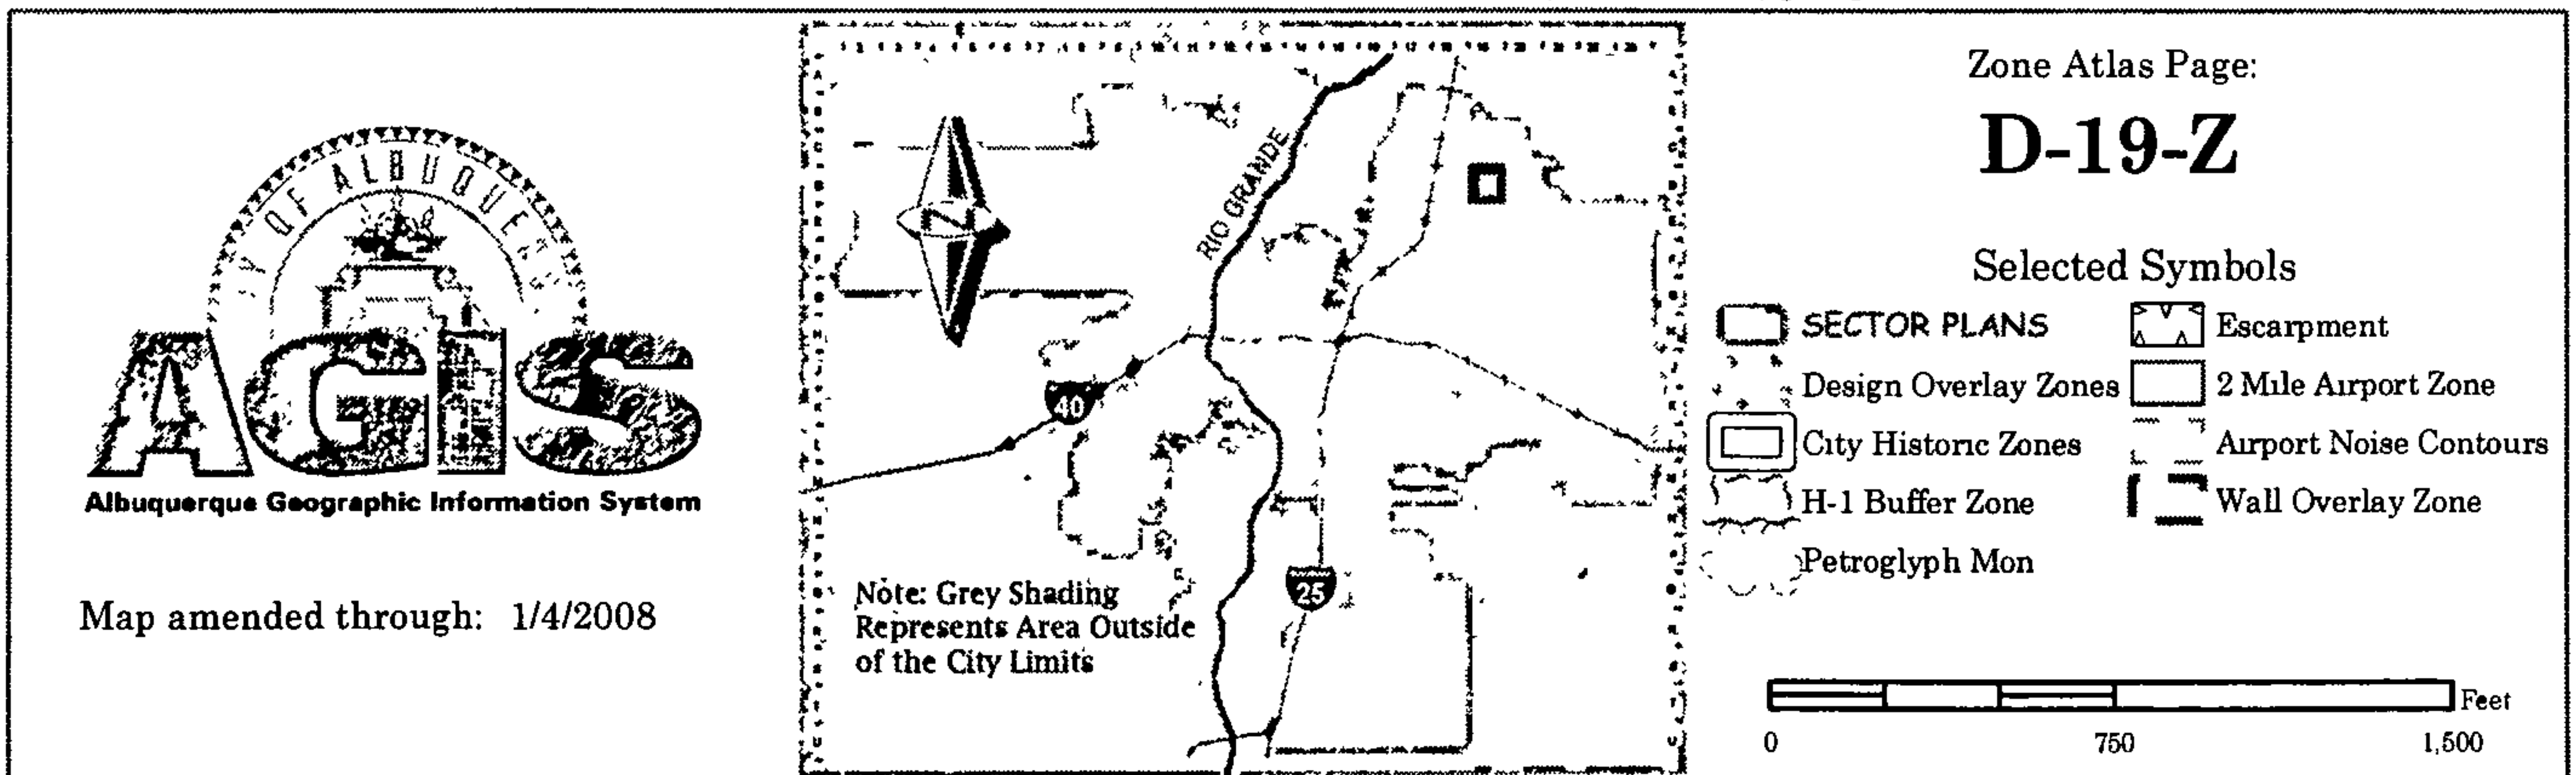 OF ALBUQUERQUE
AGIS
Albuquerque Geographic Information System
Map amended through: 1/4/2008
RIO GRANDE
N
40
25
Note: Grey Shading
Represents Area Outside
of the City Limits
Zone Atlas Page:
D-19-Z
Selected Symbols
SECTOR PLANS
Design Overlay Zones
City Historic Zones
H-1 Buffer Zone
Petroglyph Mon
Escarpment
2 Mile Airport Zone
Airport Noise Contours
Wall Overlay Zone
Feet
0 750 1,500